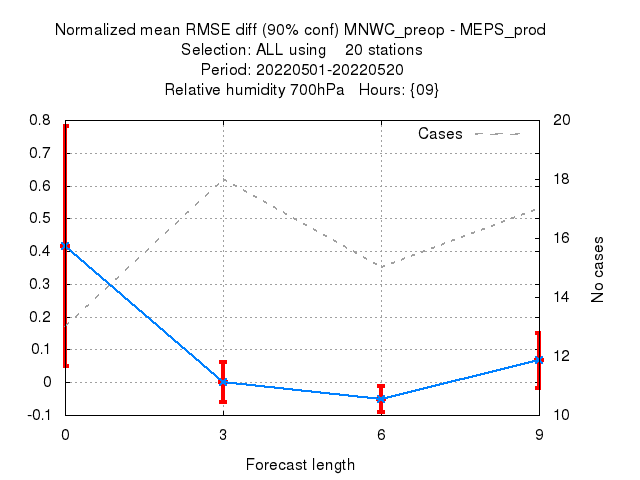 Normalized mean RMSE diff (90% conf) MNWC_preop - MEPS_prod
Selection: ALL using 20 stations
Period: 20220501-20220520
Relative humidity 700hPa Hours: {09}
Cases
0.8
0.7
0.6
0.5
0.4
0.3
0.2
0.1
0
-0.1
20
18
16
14
12
10
No cases
0 3 6 9
Forecast length